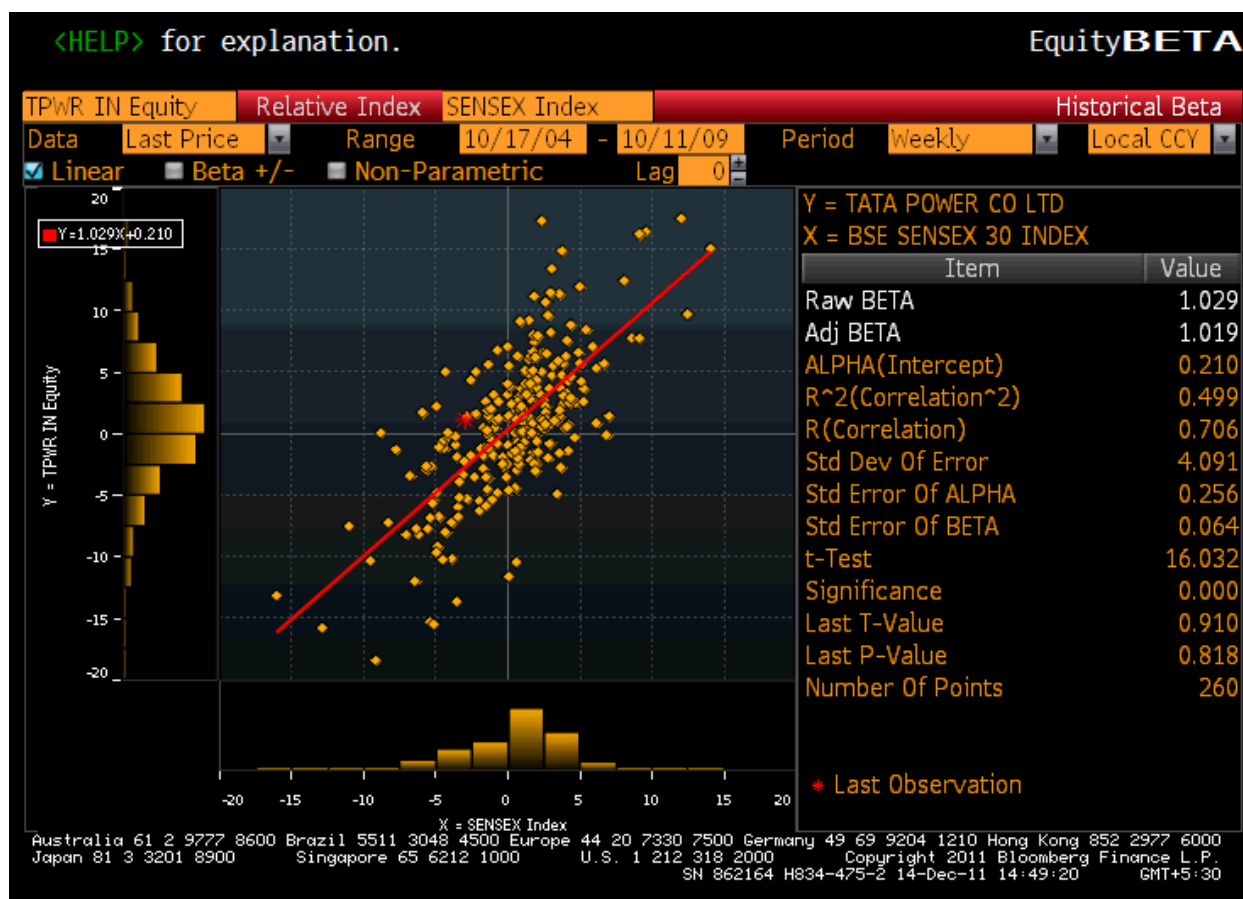 <HELP> for explanation.
EquityBETA
TPWR IN Equity Relative Index SENSEX Index Historical Beta
Data Last Price Range 10/17/04 - 10/11/09 Period Weekly Local CCY
Linear Beta +/- Non-Parametric Lag 0
Y = TATA POWER CO LTD
X = BSE SENSEX 30 INDEX
Item Value
Raw BETA 1.029
Adj BETA 1.019
ALPHA(Intercept) 0.210
R^2(Correlation^2) 0.499
R(Correlation) 0.706
Std Dev Of Error 4.091
Std Error Of ALPHA 0.256
Std Error Of BETA 0.064
t-Test 16.032
Significance 0.000
Last T-Value 0.910
Last P-Value 0.818
Number Of Points 260
* Last Observation
20
Y=1.029X+0.210
15
10
5
0
-5
-10
-15
-20
Y = TPWR IN Equity
-20 -15 -10 -5 0 5 10 15 20
X = SENSEX Index
Australia 61 2 9777 8600 Brazil 5511 3048 4500 Europe 44 20 7330 7500 Germany 49 69 9204 1210 Hong Kong 852 2977 6000
Japan 81 3 3201 8900 Singapore 65 6212 1000 U.S. 1 212 318 2000 Copyright 2011 Bloomberg Finance L.P.
SN 862164 H834-475-2 14-Dec-11 14:49:20 GMT+5:30